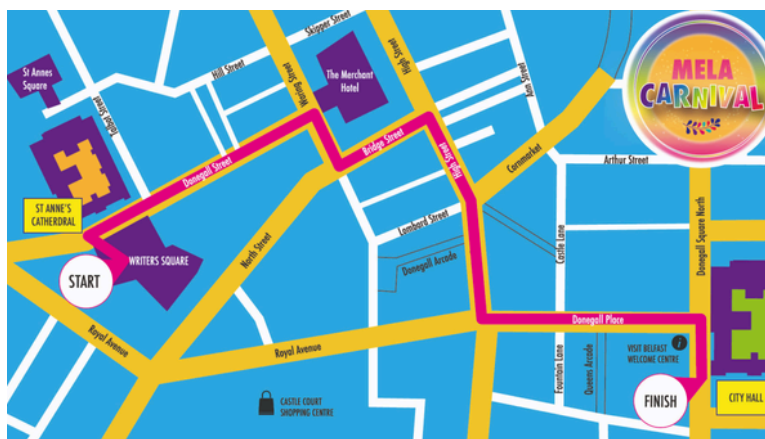 St Annes
Square
Talbot Street
Hill Street
Skipper Street
Waring Street
The Merchant
Hotel
High Street
Ann Street
MELA
CARNIVAL
Donegall Street
Bridge Street
High Street
Cornmarket
Arthur Street
ST ANNE'S
CATHERDRAL
WRITERS SQUARE
START
North Street
Lombard Street
Donegall Arcade
Castle Lane
Donegall Square North
Royal Avenue
Royal Avenue
Donegall Place
VISIT BELFAST
WELCOME CENTRE
i
Fountain Lane
Queens Arcade
FINISH
CITY HALL
CASTLE COURT
SHOPPING CENTRE